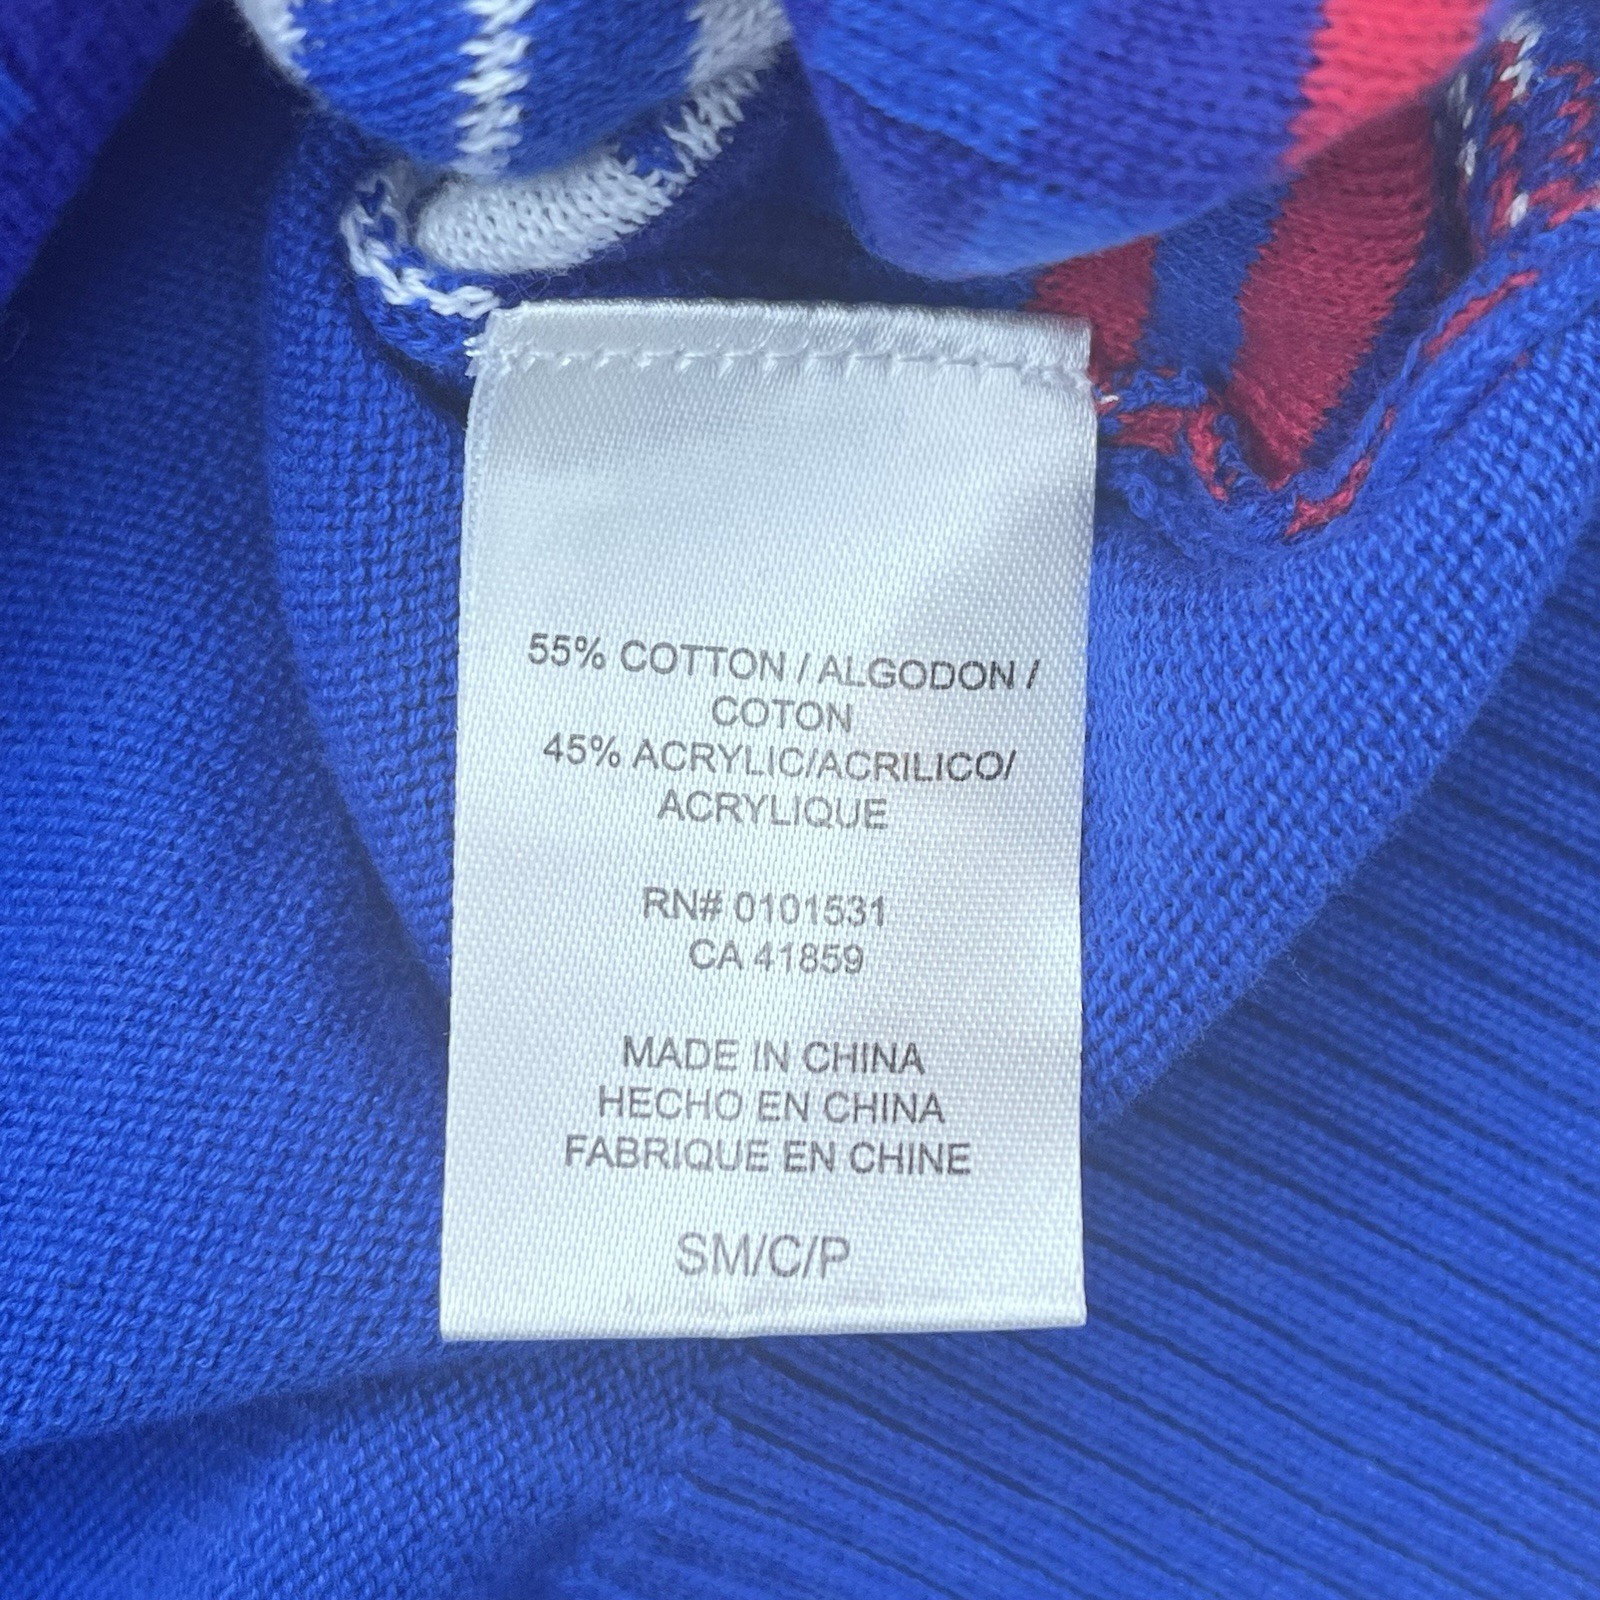 55% COTTON / ALGODON /
COTON
45% ACRYLIC/ACRILICO/
ACRYLIQUE
RN# 0101531
CA 41859
MADE IN CHINA
HECHO EN CHINA
FABRIQUE EN CHINE
SM/C/P